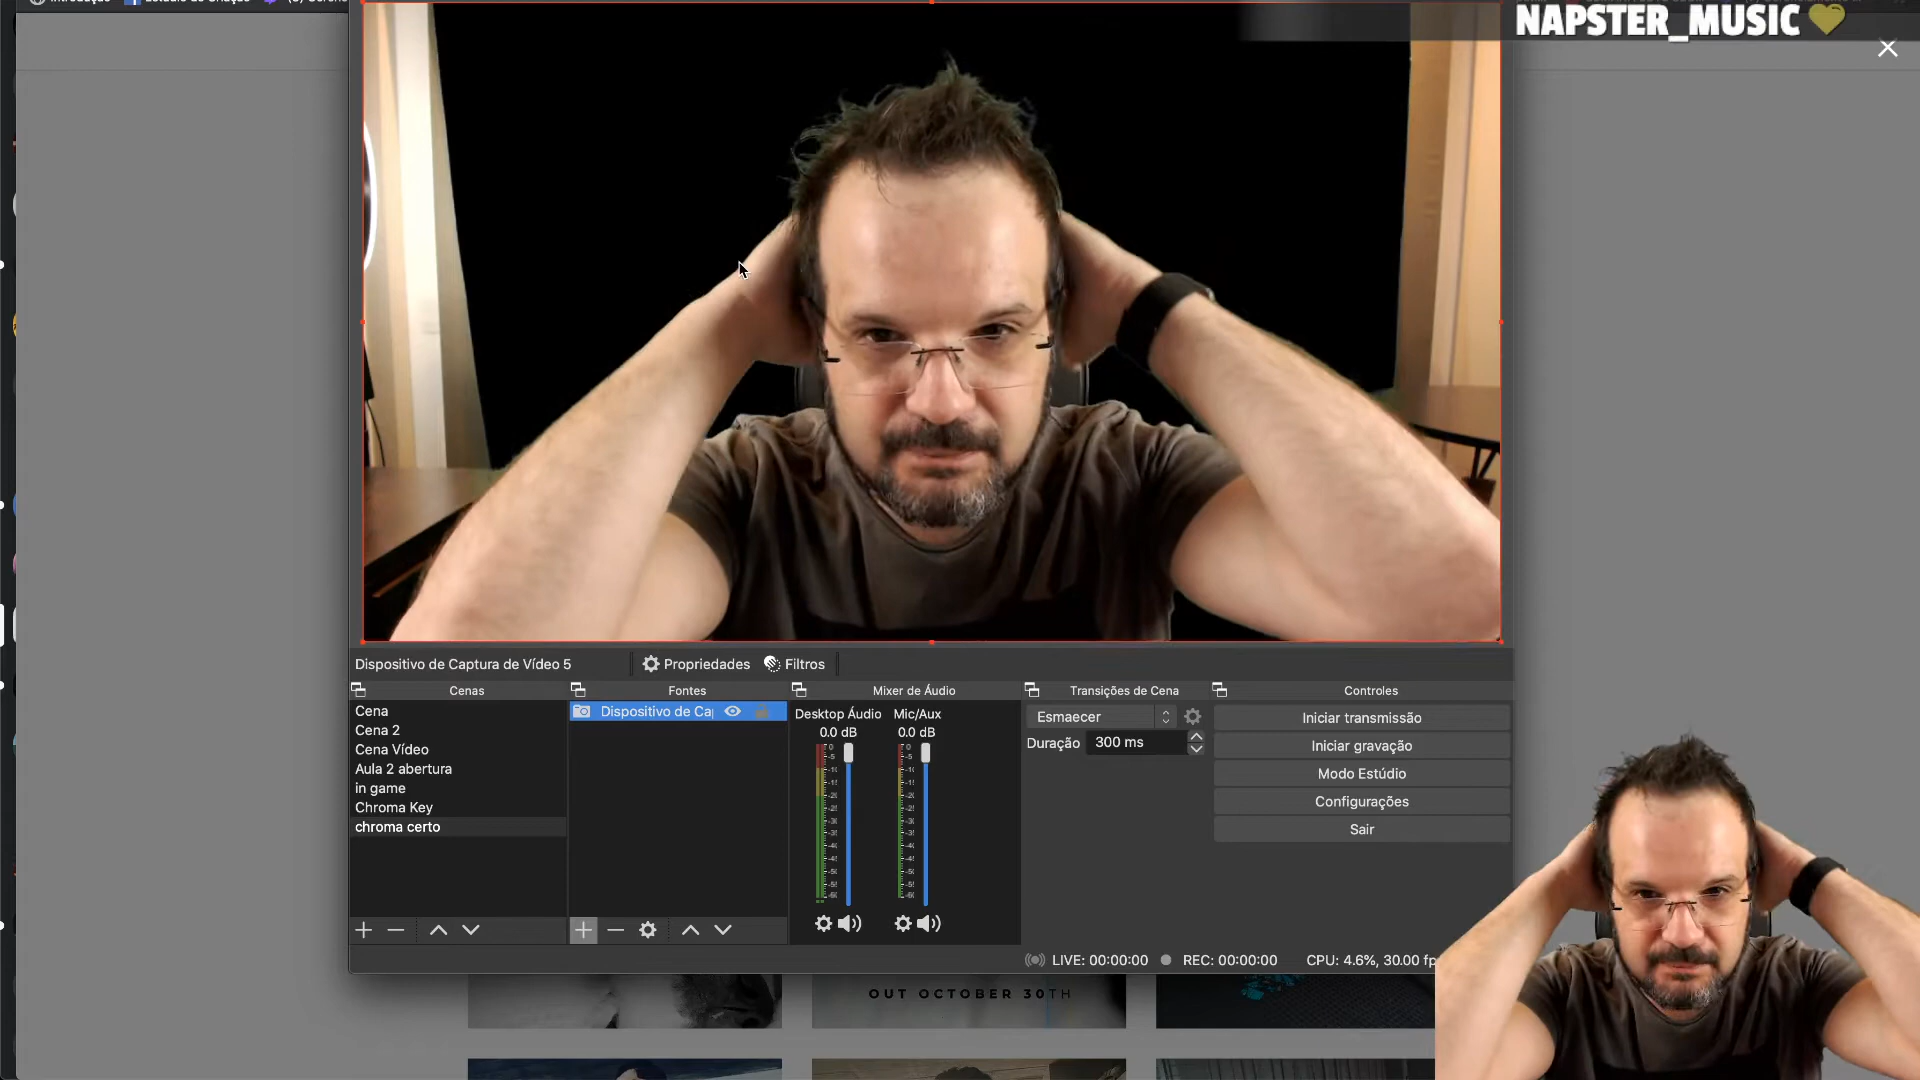 NAPSTER_MUSIC
Dispositivo de Captura de Vídeo 5
Propriedades
Filtros
Cenas
Fontes
Mixer de Áudio
Transições de Cena
Controles
Cena
Cena 2
Cena Vídeo
Aula 2 abertura
in game
Chroma Key
chroma certo
Dispositivo de Ca
Desktop Áudio
Mic/Aux
0.0 dB
0.0 dB
Esmaecer
Duração
300 ms
Iniciar transmissão
Iniciar gravação
Modo Estúdio
Configurações
Sair
LIVE: 00:00:00
REC: 00:00:00
CPU: 4.6%, 30.00 fp
OUT OCTOBER 30TH